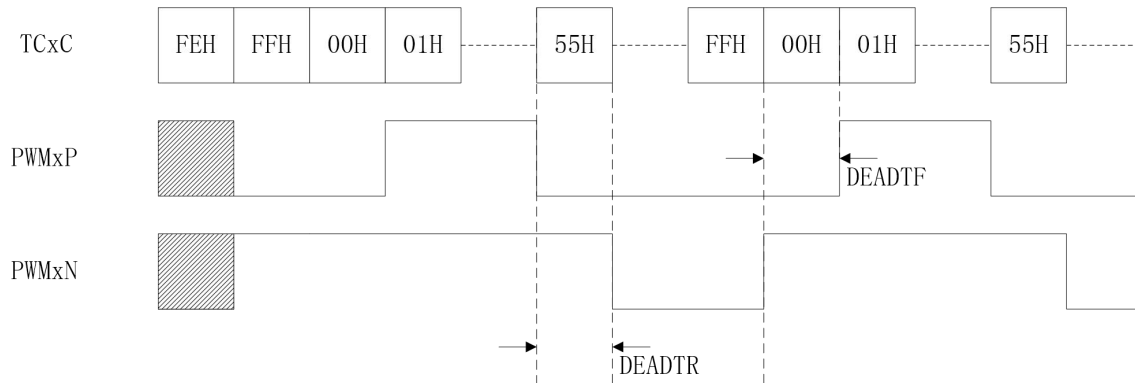 TCxC FEH FFH 00H 01H 55H FFH 00H 01H 55H
PWMxP
DEADTF
PWMxN
DEADTR